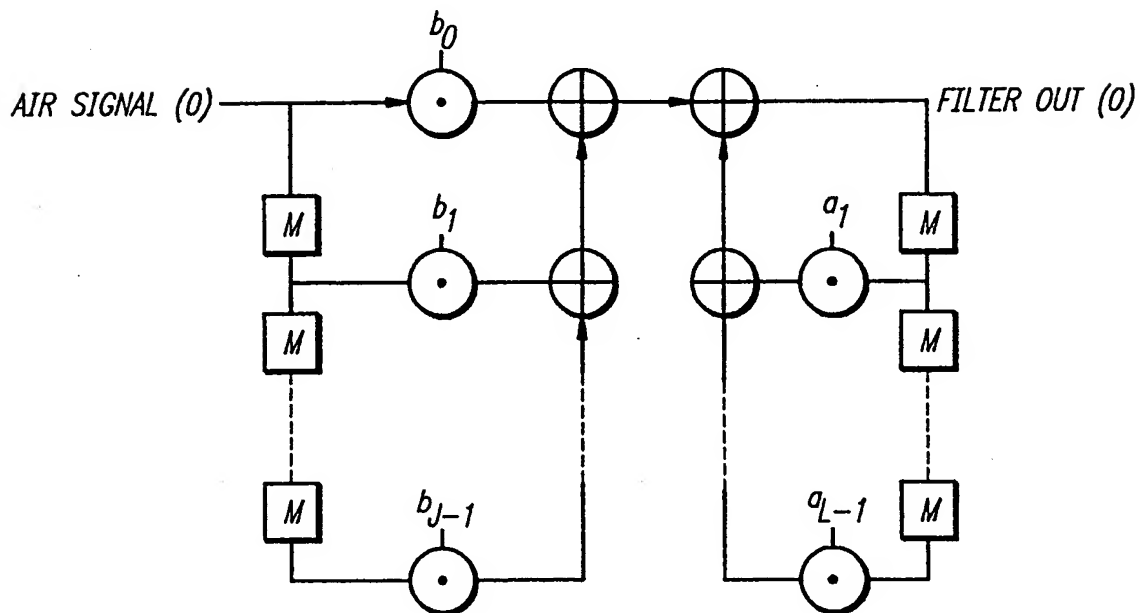 b0
AIR SIGNAL (0)
FILTER OUT (0)
M
b1
a1
M
M
M
M
bJ-1
aL-1
M